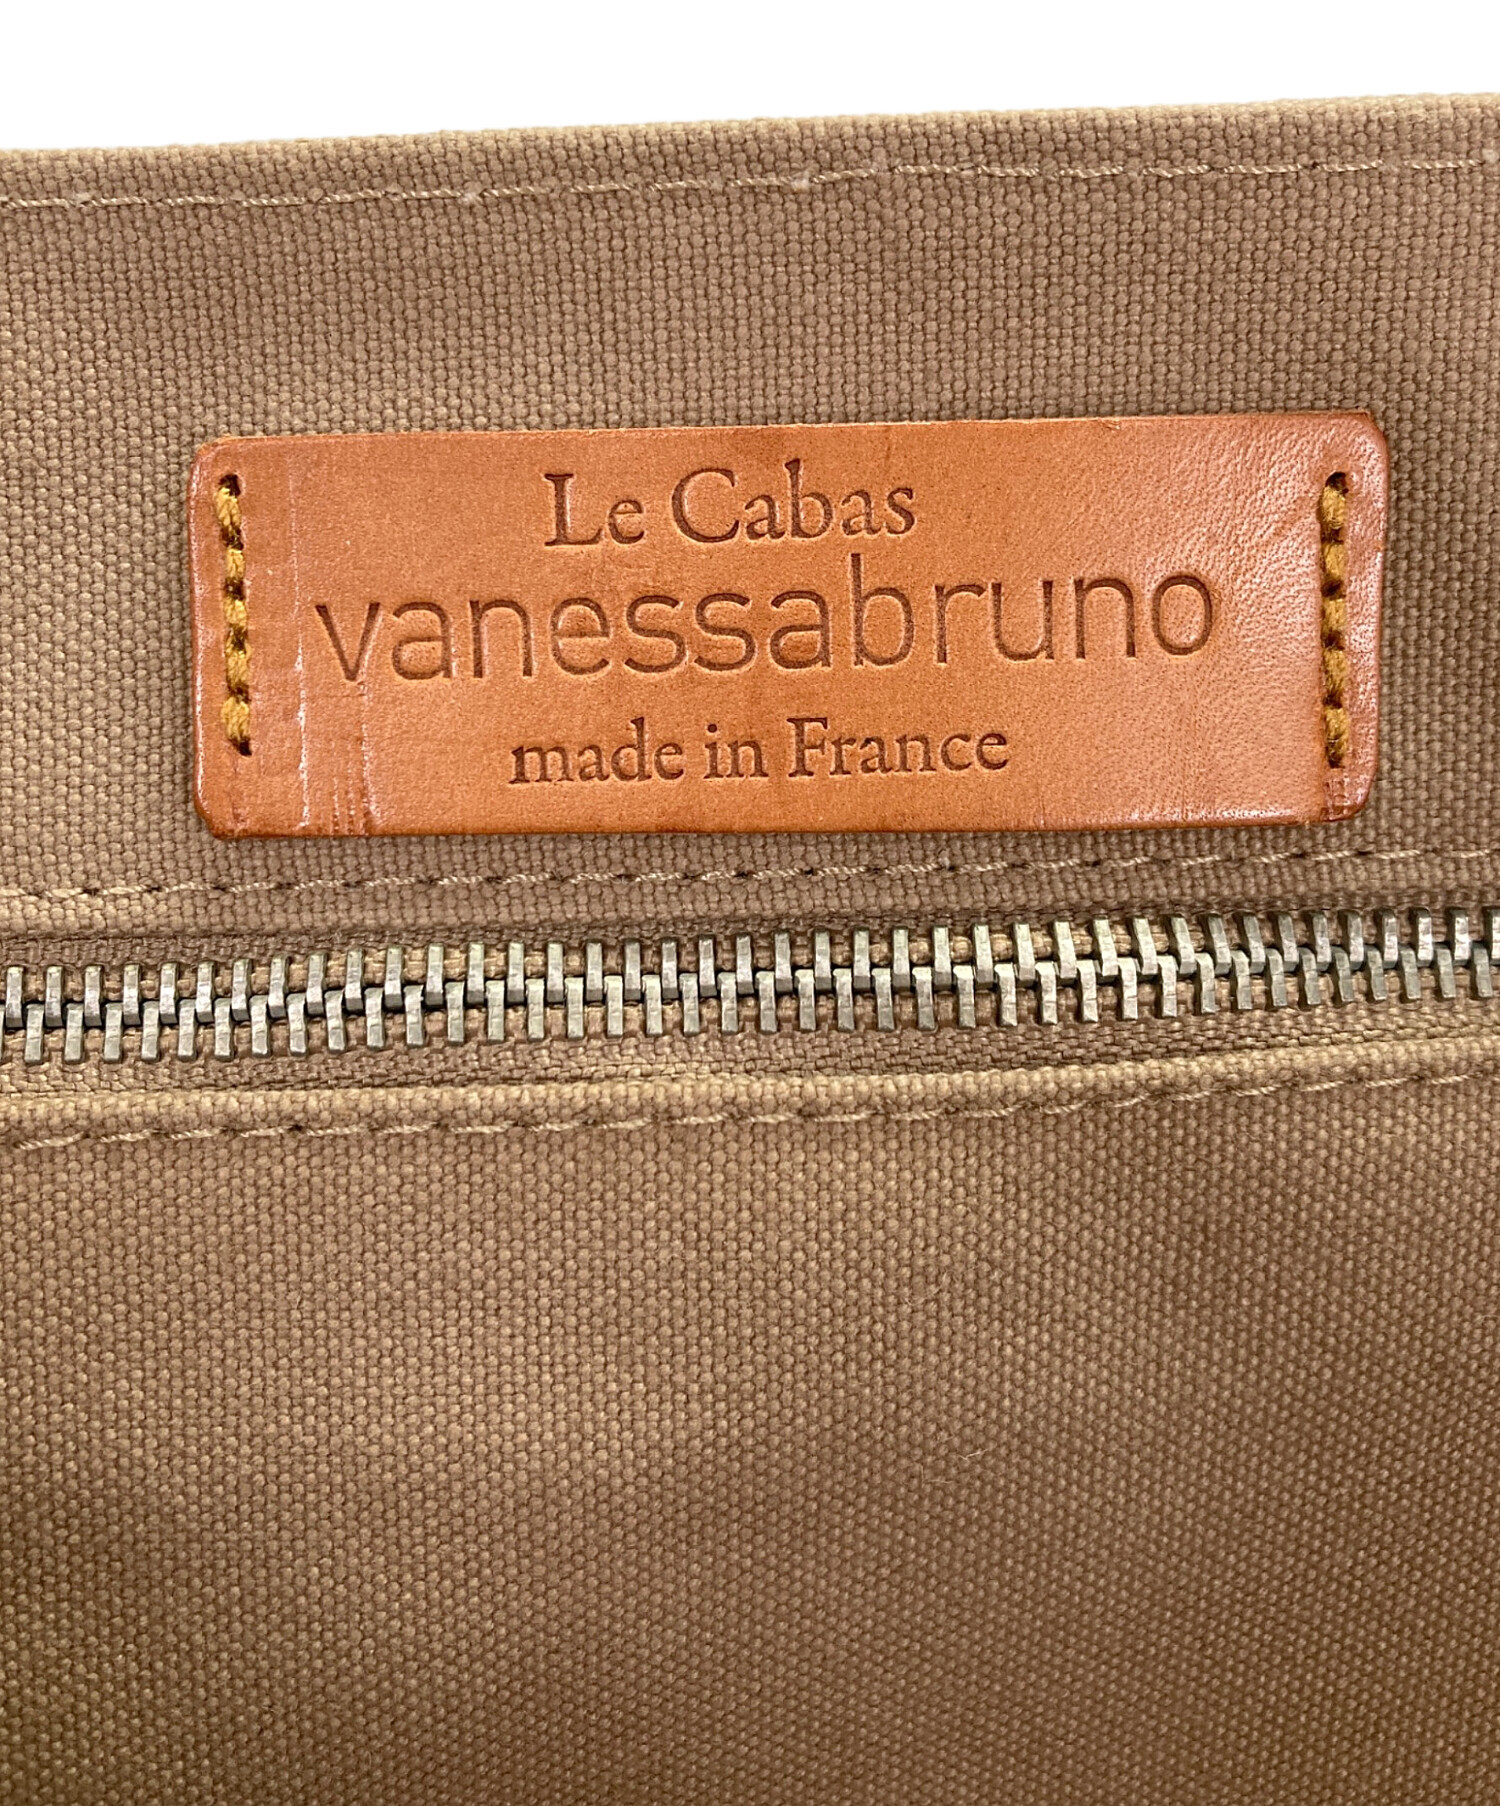 Le Cabas
vanessabruno
made in France